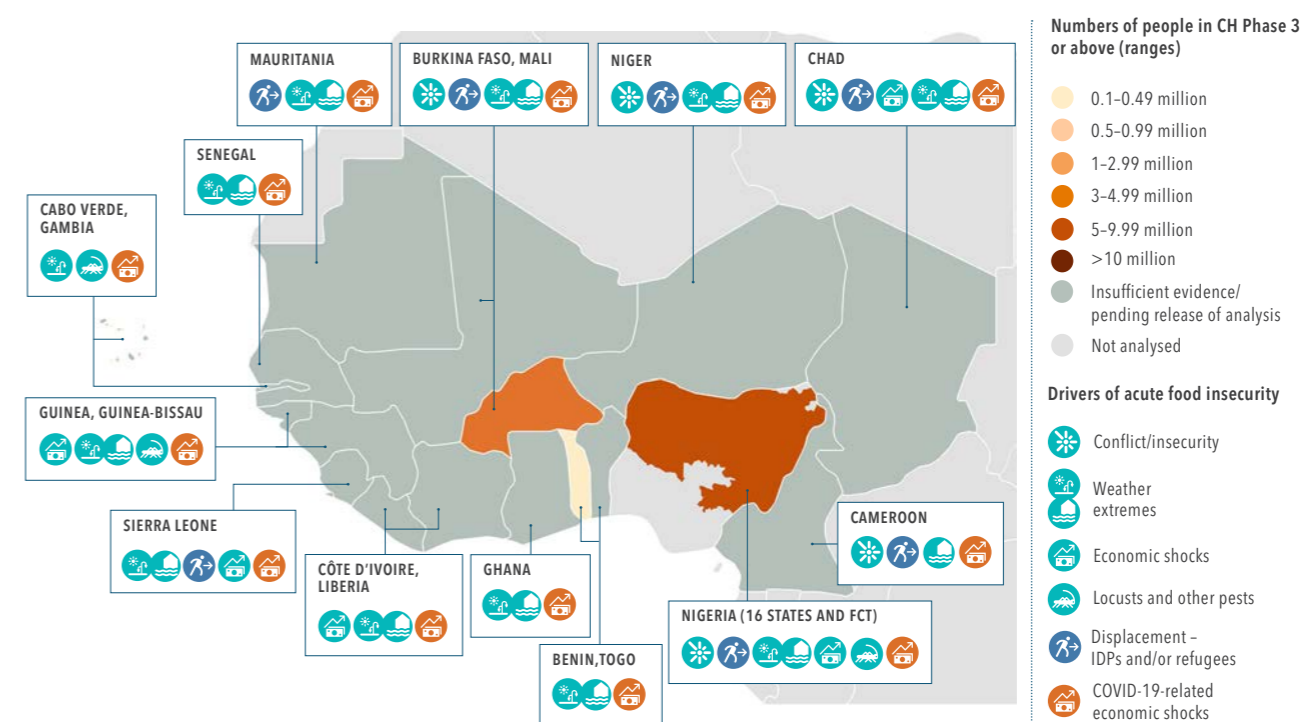 MAURITANIA
BURKINA FASO, MALI
NIGER
CHAD
SENEGAL
CABO VERDE,
GAMBIA
GUINEA, GUINEA-BISSAU
SIERRA LEONE
CÔTE D'IVOIRE,
LIBERIA
GHANA
BENIN,TOGO
NIGERIA (16 STATES AND FCT)
CAMEROON
Numbers of people in CH Phase 3
or above (ranges)
0.1–0.49 million
0.5–0.99 million
1–2.99 million
3–4.99 million
5–9.99 million
>10 million
Insufficient evidence/
pending release of analysis
Not analysed
Drivers of acute food insecurity
Conflict/insecurity
Weather
extremes
Economic shocks
Locusts and other pests
Displacement –
IDPs and/or refugees
COVID-19-related
economic shocks